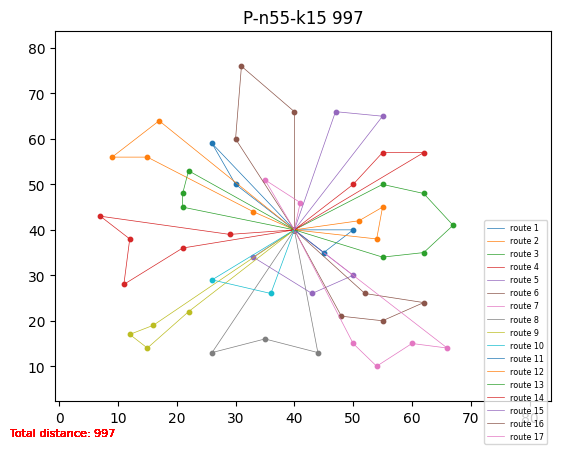 P-n55-k15 997
80
70
60
50
40
30
20
10
0 10 20 30 40 50 60 70 80
route 1
route 2
route 3
route 4
route 5
route 6
route 7
route 8
route 9
route 10
route 11
route 12
route 13
route 14
route 15
route 16
route 17
Total distance: 997